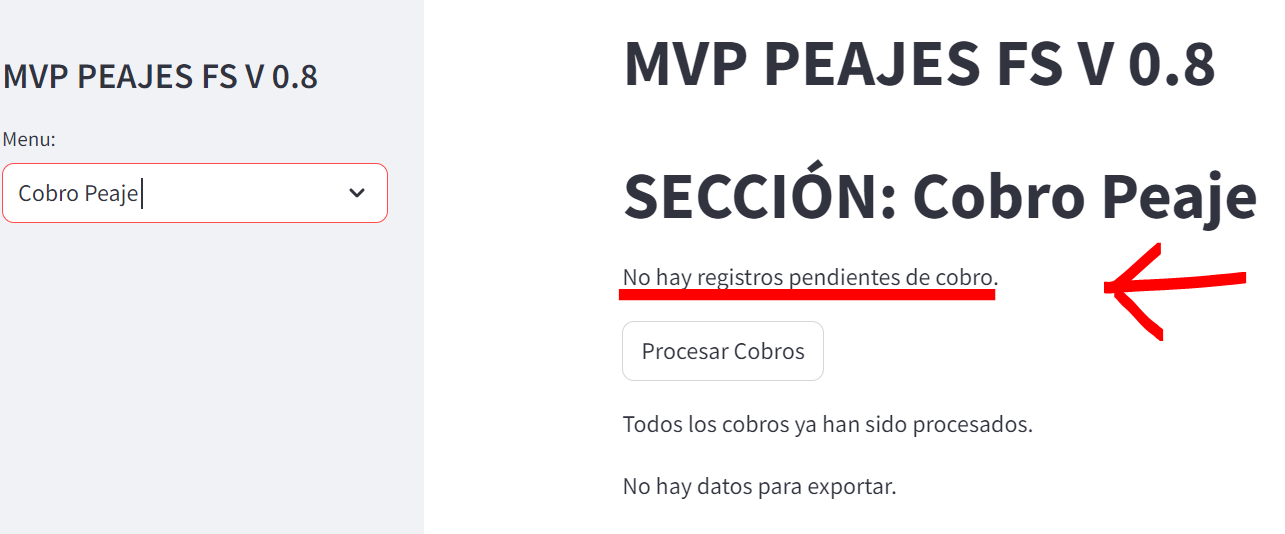 MVP PEAJES FS V 0.8
Menu:
Cobro Peaje
MVP PEAJES FS V 0.8
SECCIÓN: Cobro Peaje
No hay registros pendientes de cobro.
Procesar Cobros
Todos los cobros ya han sido procesados.
No hay datos para exportar.